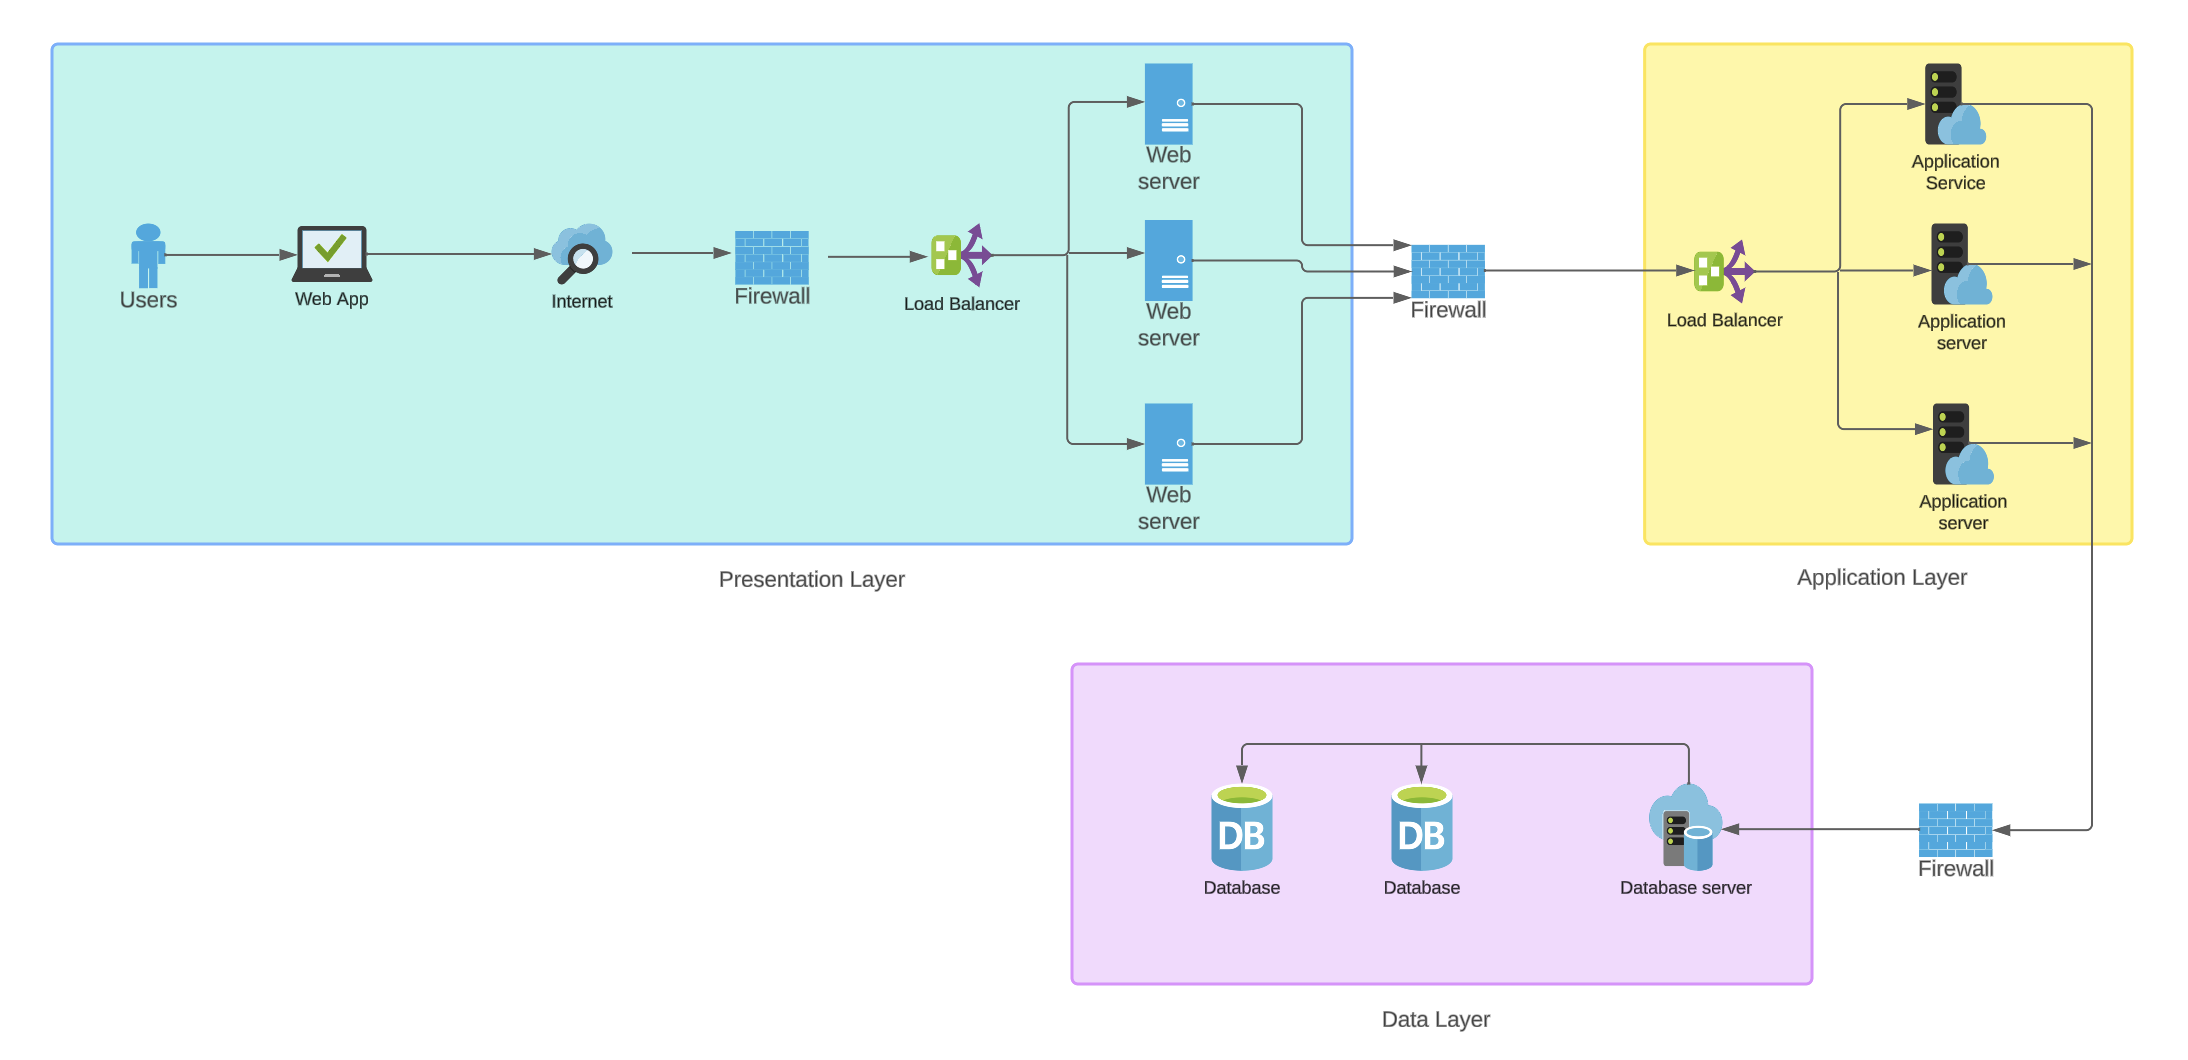 Users
Web App
Internet
Firewall
Load Balancer
Web
server
Web
server
Web
server
Presentation Layer
Firewall
Load Balancer
Application
Service
Application
server
Application
server
Application Layer
DB
Database
DB
Database
Database server
Firewall
Data Layer